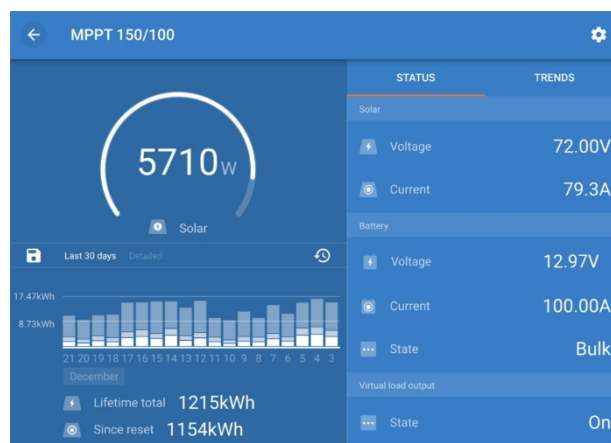 MPPT 150/100
5710W
Solar
Last 30 days Detailed
17.47kWh
8.73kWh
21 20 19 18 17 16 15 14 13 12 11 10 9 8 7 6 5 4 3
December
Lifetime total 1215kWh
Since reset 1154kWh
STATUS TRENDS
Solar
Voltage 72.00V
Current 79.3A
Battery
Voltage 12.97V
Current 100.00A
State Bulk
Virtual load output
State On